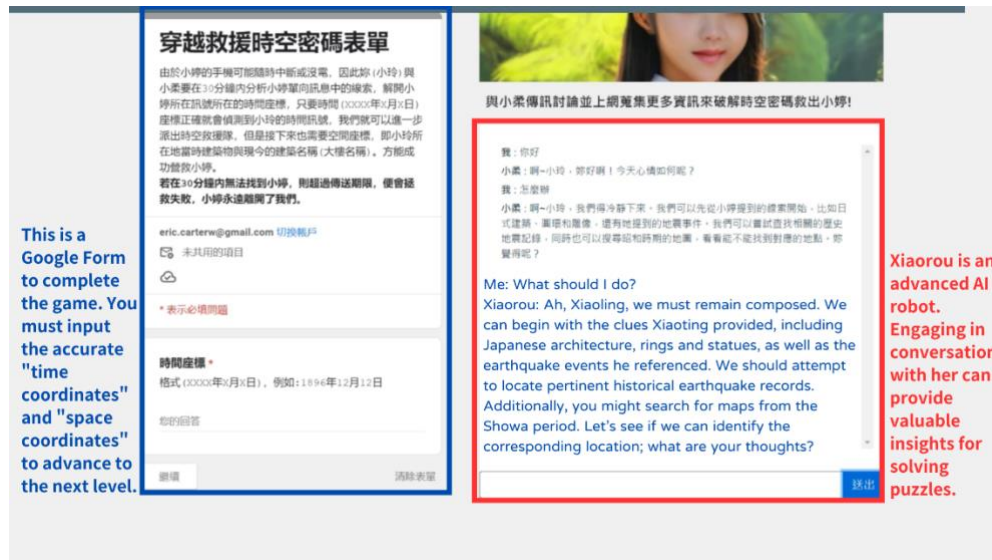 This is a
Google Form
to complete
the game. You
must input
the accurate
"time
coordinates"
and "space
coordinates"
to advance to
the next level.
穿越救援時空密碼表單
由於小婷的手機可能隨時中斷或沒電，因此妳(小玲)與
小柔要在30分鐘內分析小婷單向訊息中的線索，解開小
婷所在訊號所在的時間座標，只要時間(XXXX年X月X日)
座標正確就會偵測到小玲的時間訊號，我們就可以進一步
派出時空救援隊，但是接下來也需要空間座標，即小玲所
在地當時建築物與現今的建築名稱(大樓名稱)。方能成
功營救小婷。
若在30分鐘內無法找到小婷，則超過傳送期限，便會拯
救失敗，小婷永遠離開了我們。
eric.carterw@gmail.com 切換帳戶
未共用的項目
* 表示必填問題
時間座標 *
格式(XXXX年X月X日)，例如:1896年12月12日
您的回答
繼續
清除表單
與小柔傳訊討論並上網蒐集更多資訊來破解時空密碼救出小婷!
我：你好
小柔：啊~小玲，妳好啊！今天心情如何呢？
我：怎麼辦
小柔：啊~小玲，我們得冷靜下來。我們可以先從小婷提到的線索開始，比如日
式建築、圓環和雕像，還有她提到的地震事件。我們可以嘗試查找相關的歷史
地震記錄，同時也可以搜尋昭和時期的地圖，看看能不能找到對應的地點。妳
覺得呢？
Me: What should I do?
Xiaorou: Ah, Xiaoling, we must remain composed. We
can begin with the clues Xiaoting provided, including
Japanese architecture, rings and statues, as well as the
earthquake events he referenced. We should attempt
to locate pertinent historical earthquake records.
Additionally, you might search for maps from the
Showa period. Let's see if we can identify the
corresponding location; what are your thoughts?
送出
Xiaorou is an
advanced AI
robot.
Engaging in
conversation
with her can
provide
valuable
insights for
solving
puzzles.